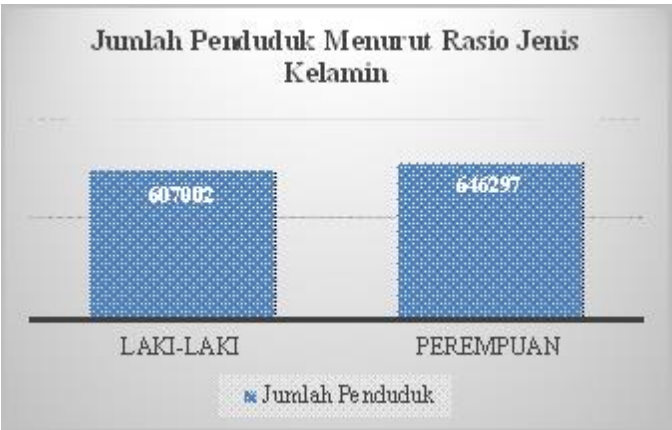 Jumlah Penduduk Menurut Rasio Jenis
Kelamin
607002
646297
LAKI-LAKI
PEREMPUAN
Jumlah Penduduk